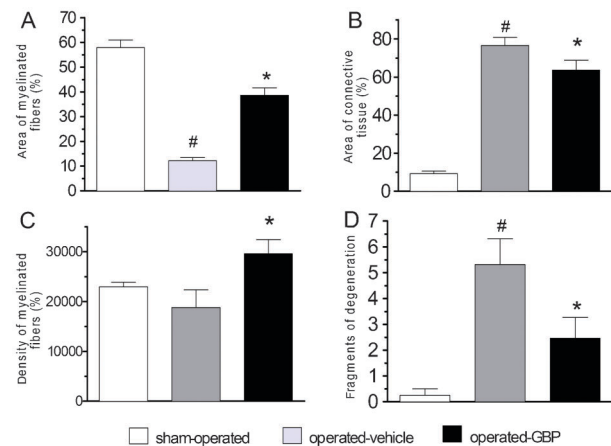 A
Area of myelinated
fibers (%)
60
50
40
30
20
10
0
#
*
B
Area of connective
tissue (%)
80
60
40
20
0
#
*
C
Density of myelinated
fibers (%)
30000
20000
10000
0
*
D
Fragments of degeneration
7
6
5
4
3
2
1
0
#
*
sham-operated operated-vehicle operated-GBP